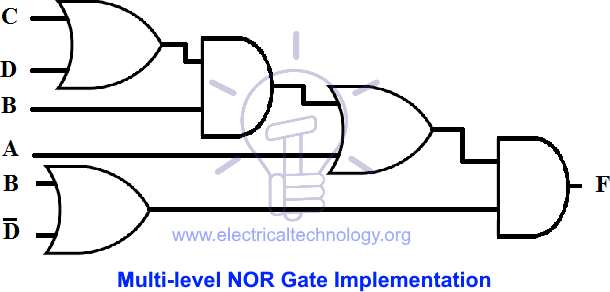 C
D
B
A
B
D̅
F
www.electricaltechnology.org
Multi-level NOR Gate Implementation